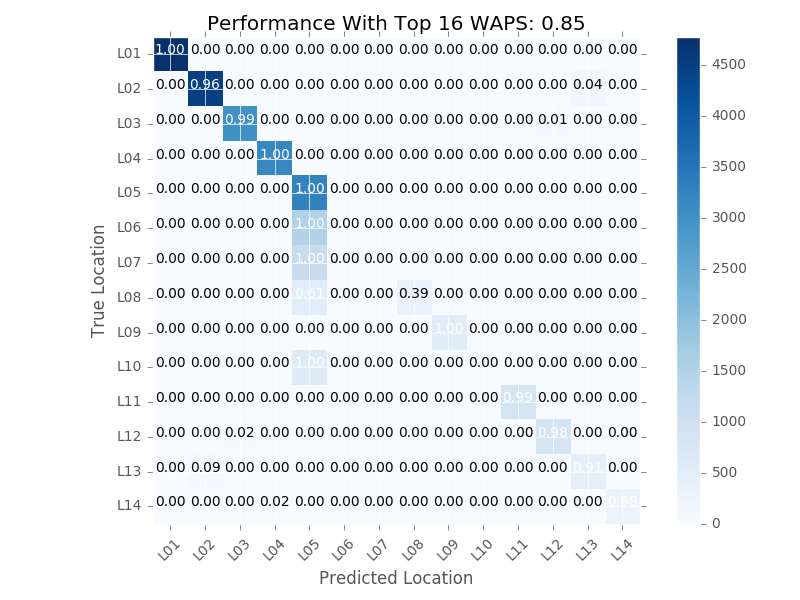 Performance With Top 16 WAPS: 0.85
L01 1.00 0.00 0.00 0.00 0.00 0.00 0.00 0.00 0.00 0.00 0.00 0.00 0.00 0.00
L02 0.00 0.96 0.00 0.00 0.00 0.00 0.00 0.00 0.00 0.00 0.00 0.00 0.04 0.00
L03 0.00 0.00 0.99 0.00 0.00 0.00 0.00 0.00 0.00 0.00 0.00 0.01 0.00 0.00
L04 0.00 0.00 0.00 1.00 0.00 0.00 0.00 0.00 0.00 0.00 0.00 0.00 0.00 0.00
L05 0.00 0.00 0.00 0.00 1.00 0.00 0.00 0.00 0.00 0.00 0.00 0.00 0.00 0.00
L06 0.00 0.00 0.00 0.00 1.00 0.00 0.00 0.00 0.00 0.00 0.00 0.00 0.00 0.00
L07 0.00 0.00 0.00 0.00 1.00 0.00 0.00 0.00 0.00 0.00 0.00 0.00 0.00 0.00
L08 0.00 0.00 0.00 0.00 0.61 0.00 0.00 0.39 0.00 0.00 0.00 0.00 0.00 0.00
L09 0.00 0.00 0.00 0.00 0.00 0.00 0.00 0.00 1.00 0.00 0.00 0.00 0.00 0.00
L10 0.00 0.00 0.00 0.00 1.00 0.00 0.00 0.00 0.00 0.00 0.00 0.00 0.00 0.00
L11 0.00 0.00 0.00 0.00 0.00 0.00 0.00 0.00 0.00 0.00 0.99 0.00 0.00 0.00
L12 0.00 0.00 0.02 0.00 0.00 0.00 0.00 0.00 0.00 0.00 0.00 0.98 0.00 0.00
L13 0.00 0.09 0.00 0.00 0.00 0.00 0.00 0.00 0.00 0.00 0.00 0.00 0.91 0.00
L14 0.00 0.00 0.00 0.02 0.00 0.00 0.00 0.00 0.00 0.00 0.00 0.00 0.00 0.98
L01 L02 L03 L04 L05 L06 L07 L08 L09 L10 L11 L12 L13 L14
Predicted Location
True Location
4500
4000
3500
3000
2500
2000
1500
1000
500
0